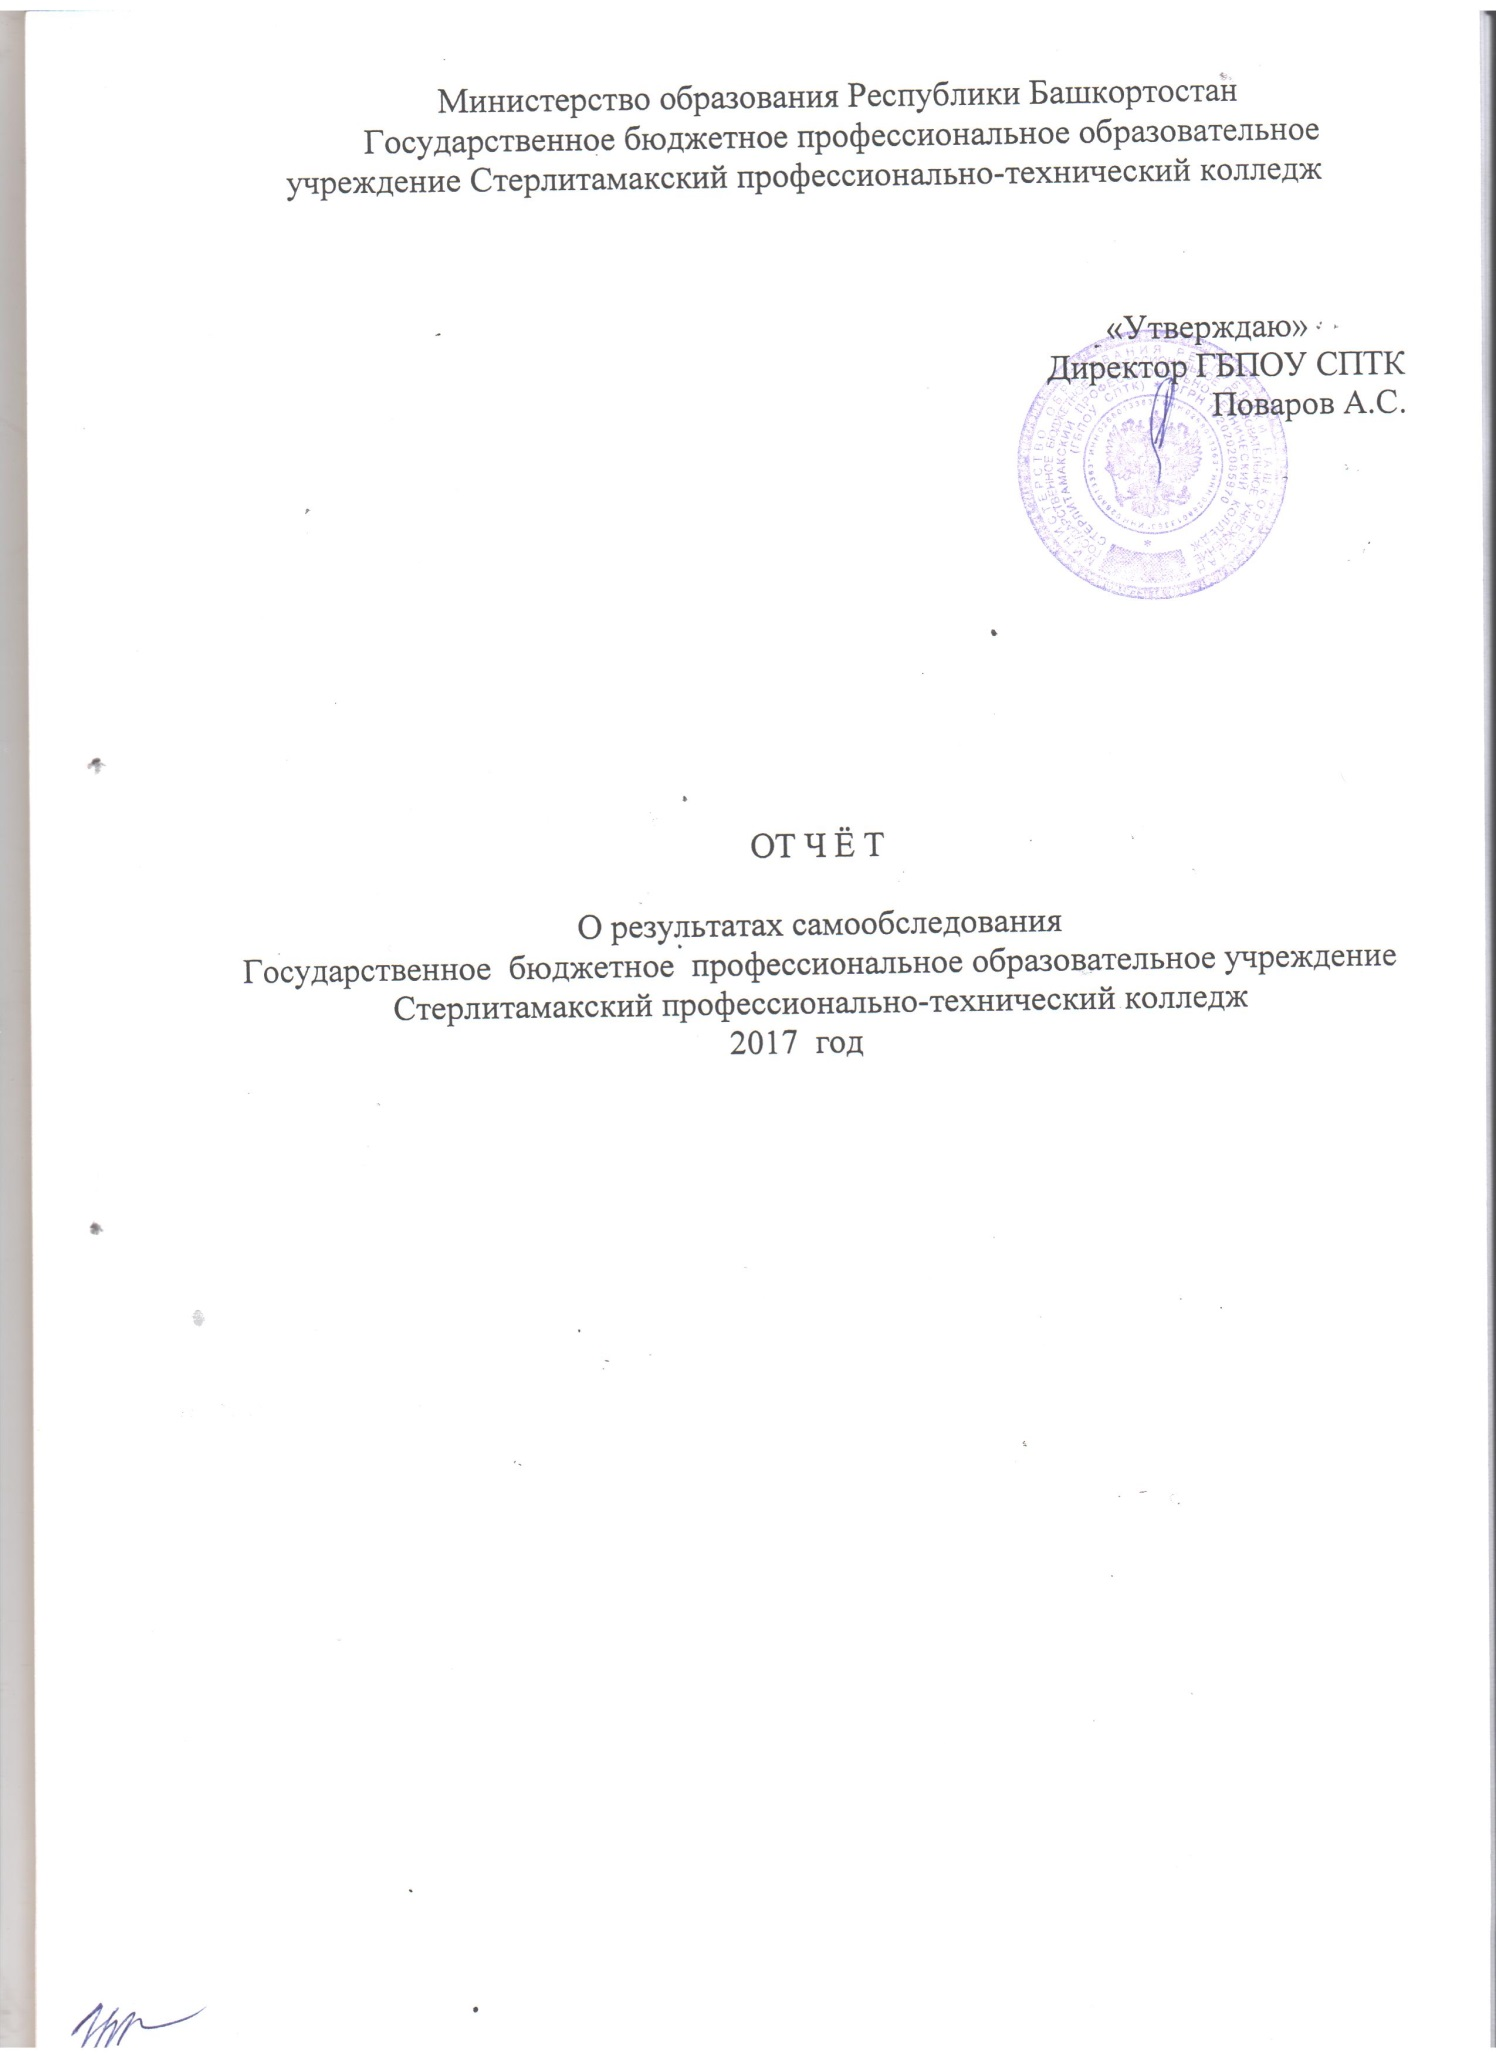 Министерство образования Республики Башкортостан
Государственное бюджетное профессиональное образовательное
учреждение Стерлитамакский профессионально-технический колледж
«Утверждаю»
Директор ГБПОУ СПТК
Поваров А.С.
ОТ Ч Ё Т
О результатах самообследования
Государственное бюджетное профессиональное образовательное учреждение
Стерлитамакский профессионально-технический колледж
2017 год